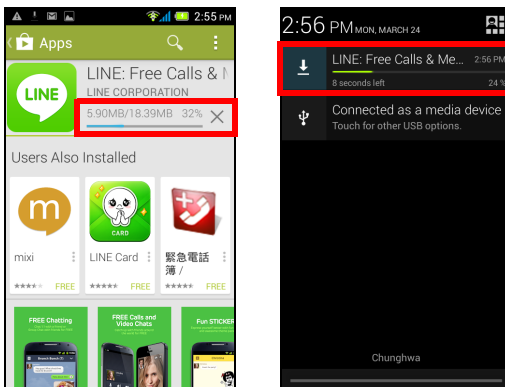 2:55 PM
Apps
LINE
LINE: Free Calls & M
LINE CORPORATION
5.90MB/18.39MB 32%
Users Also Installed
m
CARD
mixi
LINE Card
緊急電話
簿 /
FREE
FREE
FREE
FREE Chatting
FREE Calls and
Video Chats
Fun STICKER
2:56 PM MON, MARCH 24
LINE: Free Calls & Me... 2:56 PM
8 seconds left 24 %
Connected as a media device
Touch for other USB options.
Chunghwa